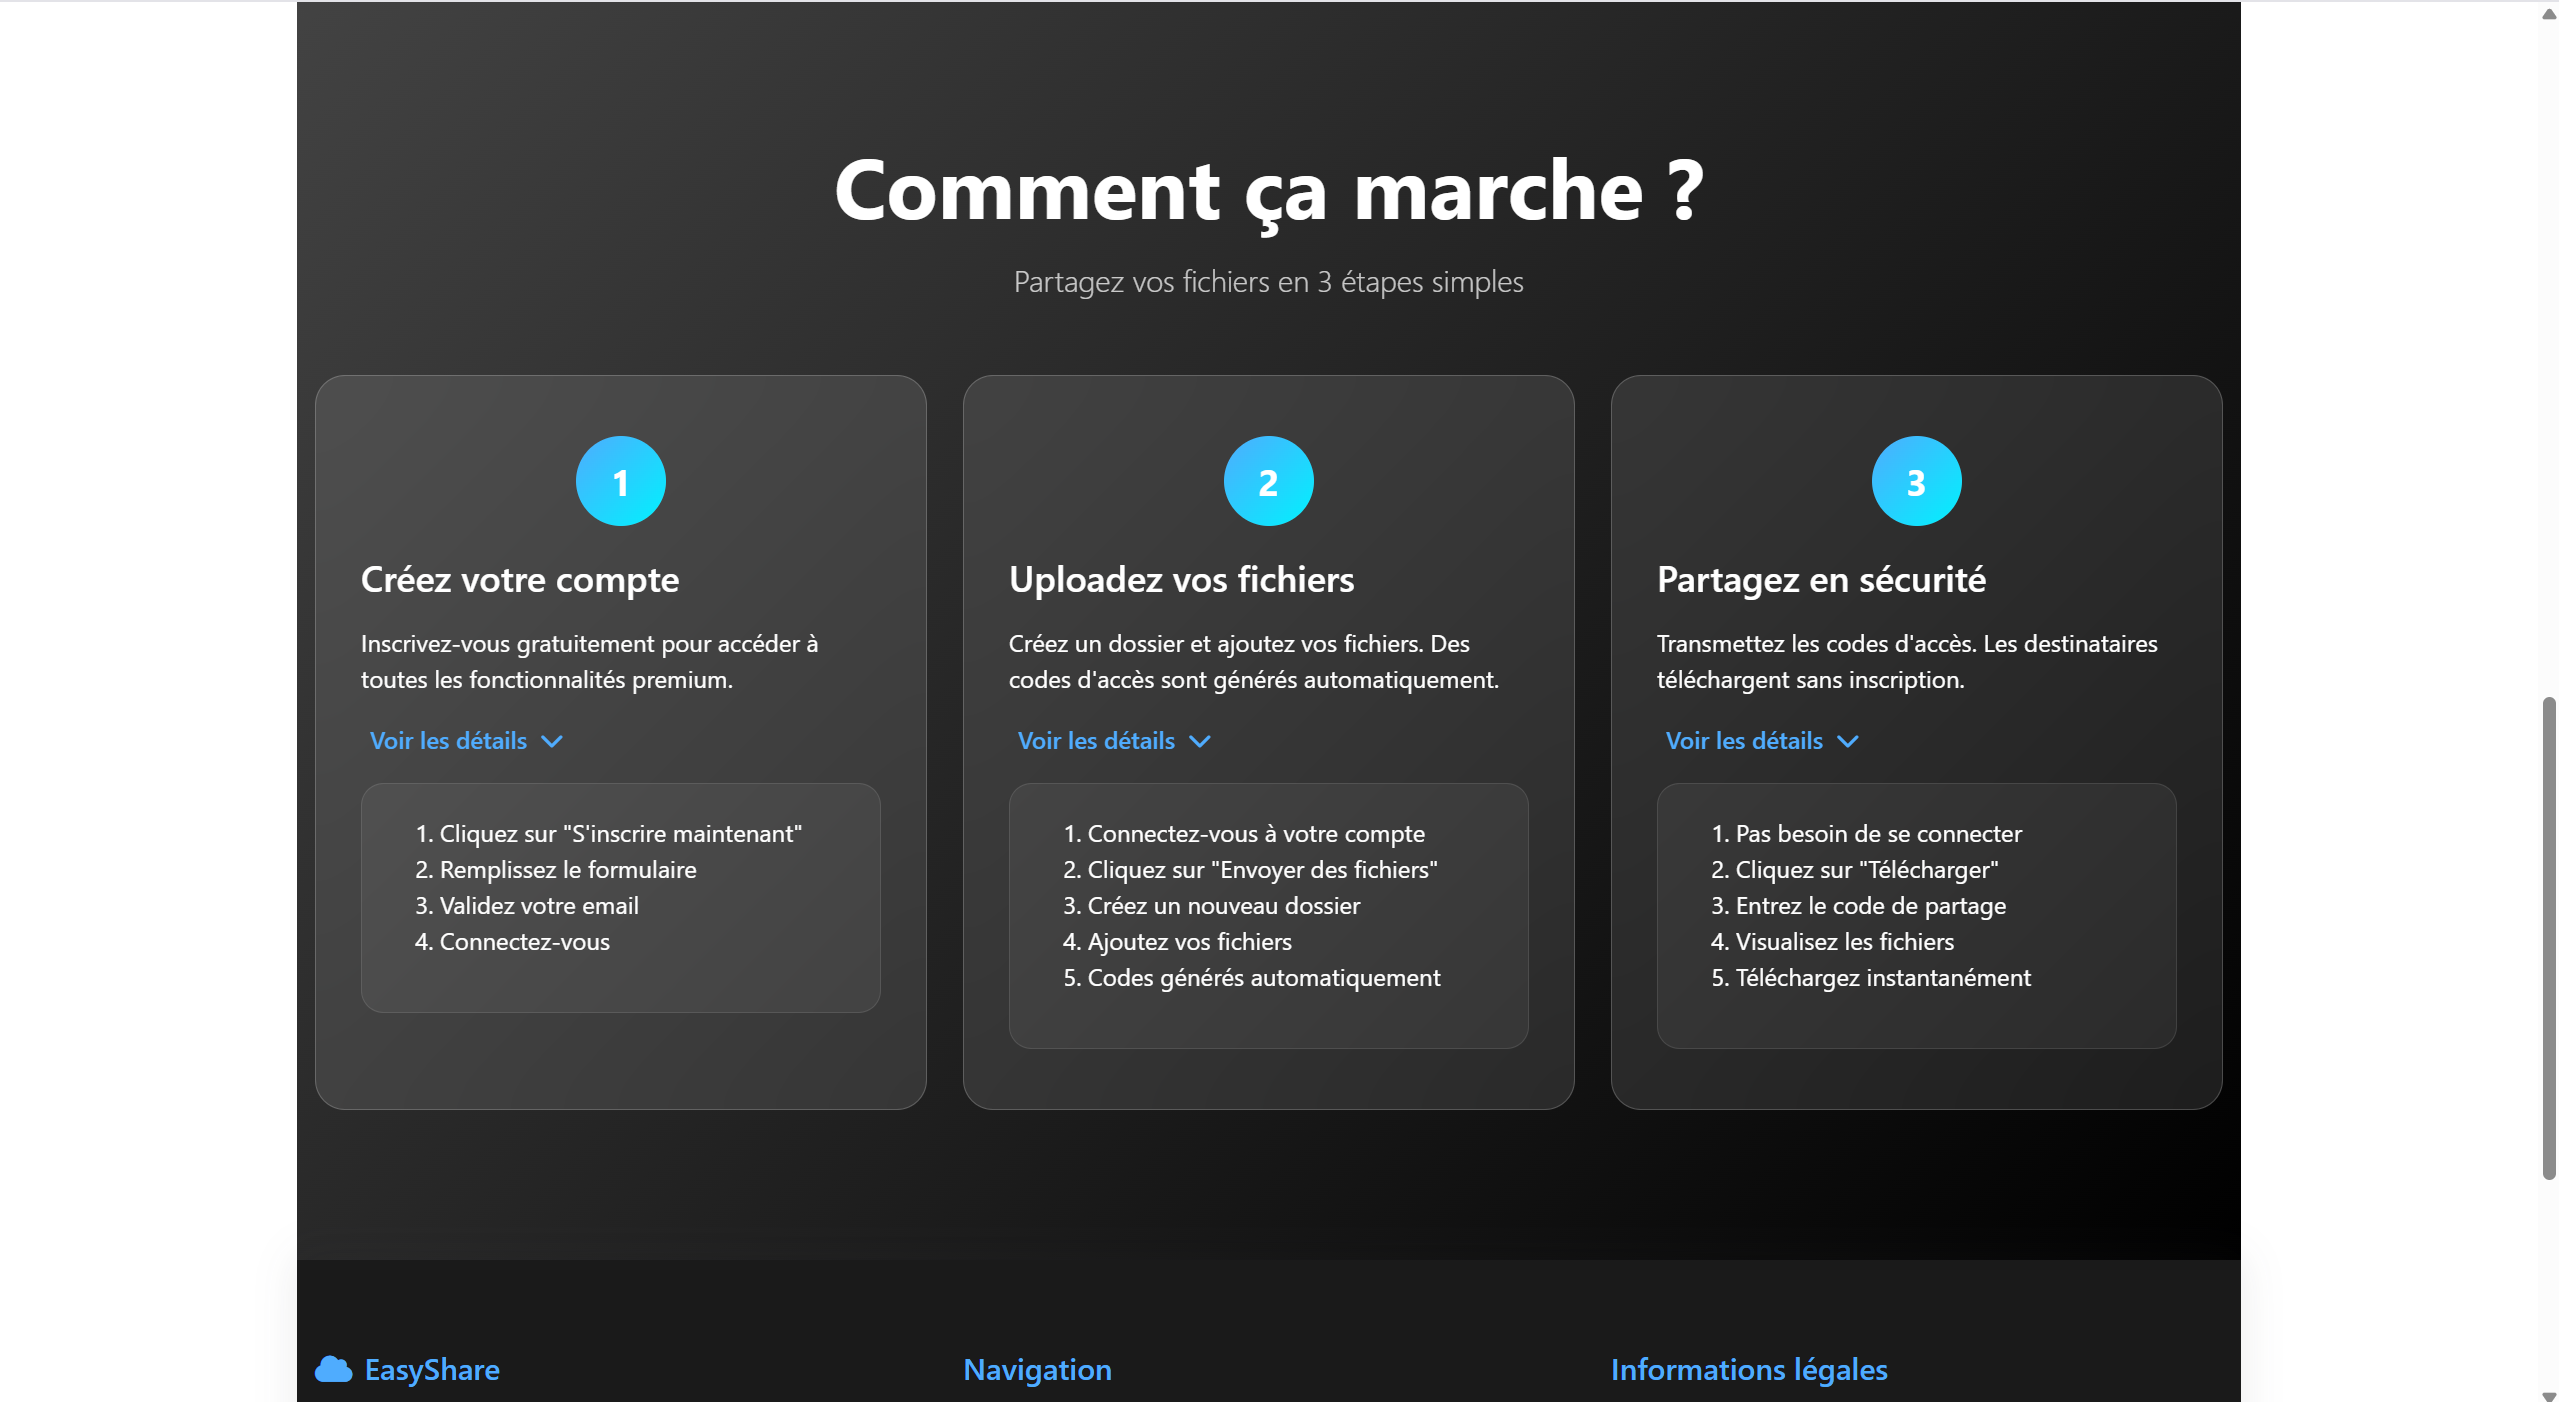 Comment ça marche ?
Partagez vos fichiers en 3 étapes simples
1
Créez votre compte
Inscrivez-vous gratuitement pour accéder à
toutes les fonctionnalités premium.
Voir les détails
1. Cliquez sur "S'inscrire maintenant"
2. Remplissez le formulaire
3. Validez votre email
4. Connectez-vous
2
Uploadez vos fichiers
Créez un dossier et ajoutez vos fichiers. Des
codes d'accès sont générés automatiquement.
Voir les détails
1. Connectez-vous à votre compte
2. Cliquez sur "Envoyer des fichiers"
3. Créez un nouveau dossier
4. Ajoutez vos fichiers
5. Codes générés automatiquement
3
Partagez en sécurité
Transmettez les codes d'accès. Les destinataires
téléchargent sans inscription.
Voir les détails
1. Pas besoin de se connecter
2. Cliquez sur "Télécharger"
3. Entrez le code de partage
4. Visualisez les fichiers
5. Téléchargez instantanément
EasyShare
Navigation
Informations légales